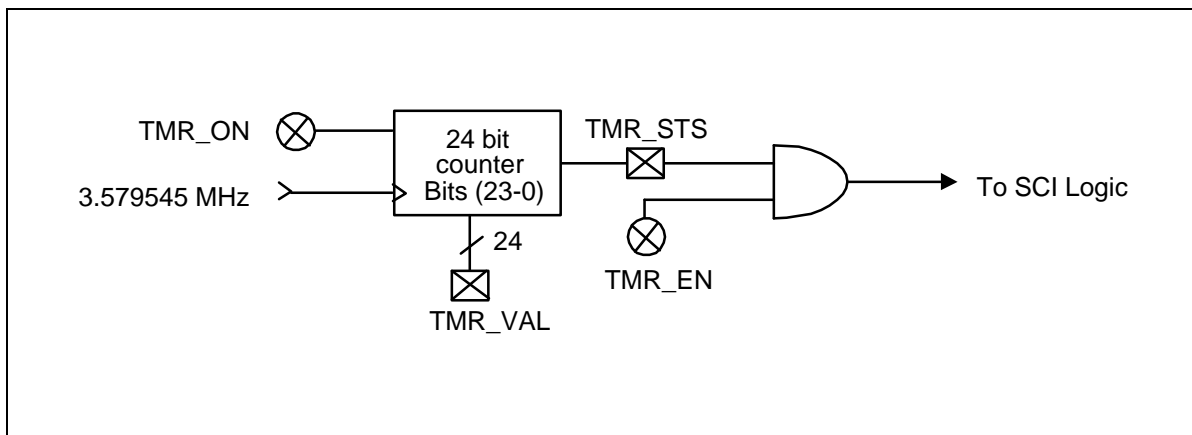 TMR_ON
3.579545 MHz
24 bit
counter
Bits (23-0)
24
TMR_VAL
TMR_STS
TMR_EN
To SCI Logic